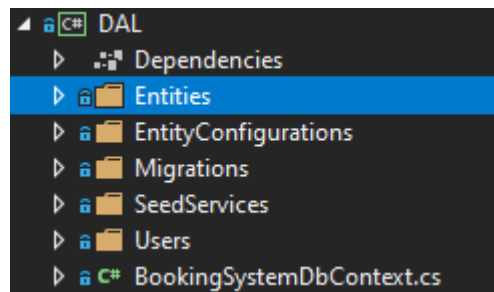 C# DAL
Dependencies
Entities
EntityConfigurations
Migrations
SeedServices
Users
C# BookingSystemDbContext.cs